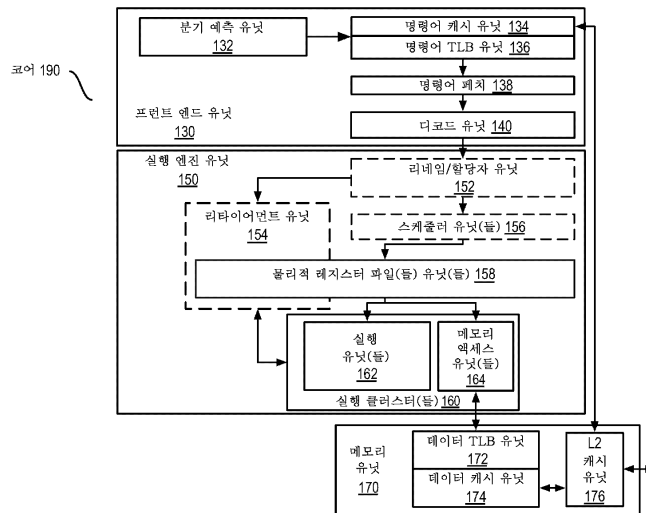 코어 190
분기 예측 유닛
132
명령어 캐시 유닛 134
명령어 TLB 유닛 136
명령어 페치 138
프런트 엔드 유닛
130
디코드 유닛 140
실행 엔진 유닛
150
리네임/할당자 유닛
152
리타이어먼트 유닛
154
스케줄러 유닛(들) 156
물리적 레지스터 파일(들) 유닛(들) 158
실행
유닛(들)
162
메모리
액세스
유닛(들)
164
실행 클러스터(들) 160
메모리
유닛
170
데이터 TLB 유닛
172
데이터 캐시 유닛
174
L2
캐시
유닛
176